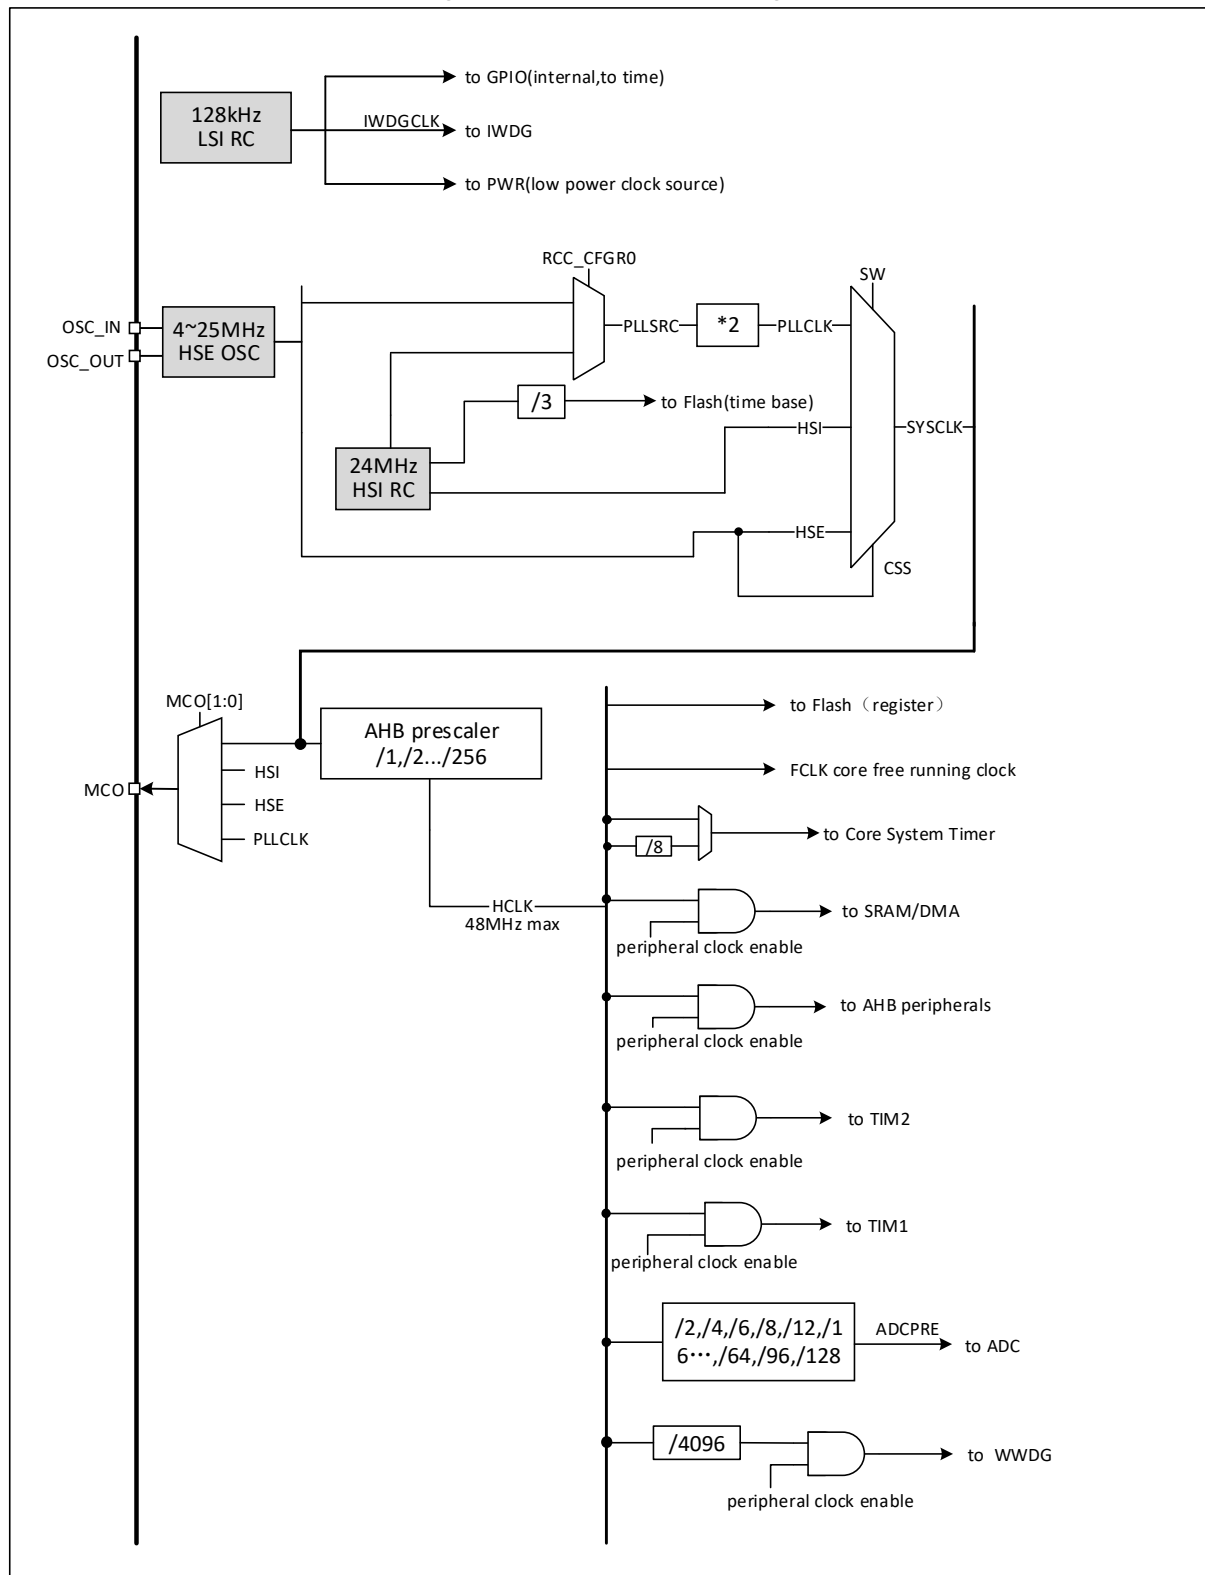 to GPIO(internal,to time)
128kHz
LSI RC
IWDGCLK
to IWDG
to PWR(low power clock source)
RCC_CFGR0
SW
OSC_IN
OSC_OUT
4~25MHz
HSE OSC
PLLSRC
*2
PLLCLK
/3
to Flash(time base)
HSI
SYSCLK
24MHz
HSI RC
HSE
CSS
MCO[1:0]
AHB prescaler
/1,/2.../256
HSI
MCO
HSE
PLLCLK
HCLK
48MHz max
to Flash（register）
FCLK core free running clock
to Core System Timer
/8
to SRAM/DMA
peripheral clock enable
to AHB peripherals
peripheral clock enable
to TIM2
peripheral clock enable
to TIM1
peripheral clock enable
/2,/4,/6,/8,/12,/1
6⋯,/64,/96,/128
ADCPRE
to ADC
/4096
to WWDG
peripheral clock enable